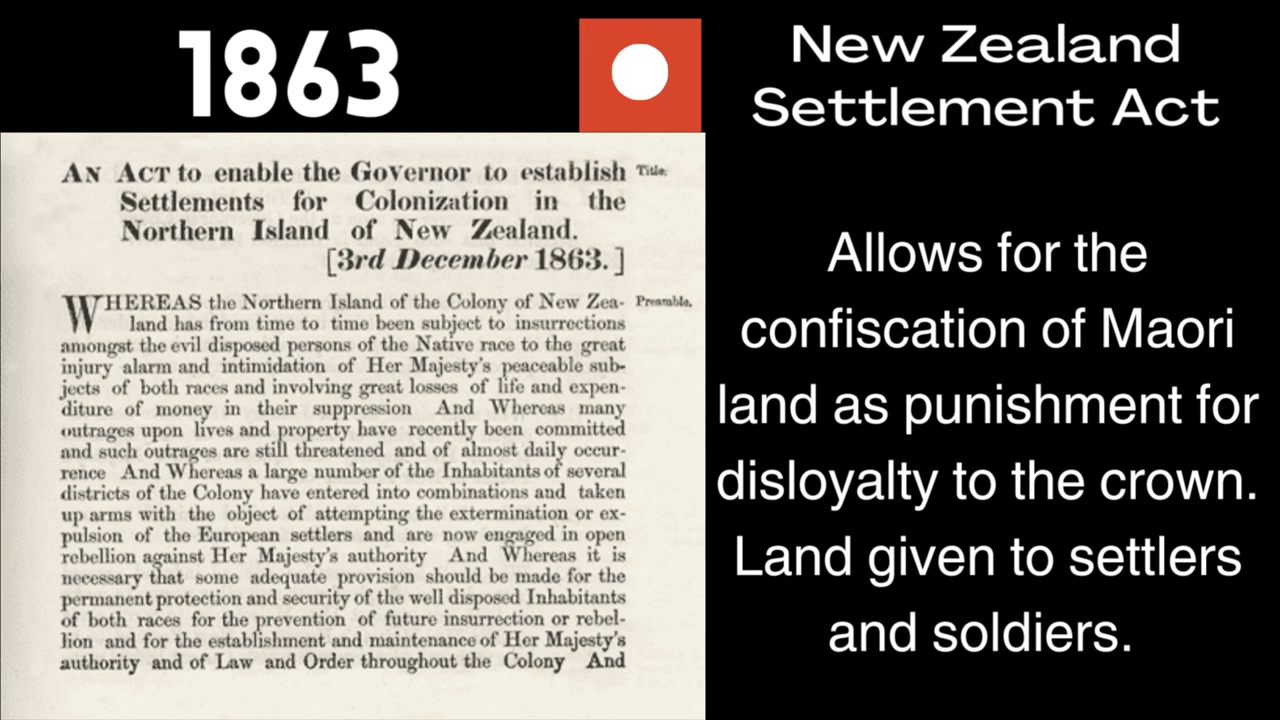 1863
New Zealand
Settlement Act
AN ACT to enable the Governor to establish
Settlements for Colonization in the
Northern Island of New Zealand.
[3rd December 1863.]
Title.
WHEREAS the Northern Island of the Colony of New Zea-
land has from time to time been subject to insurrections
amongst the evil disposed persons of the Native race to the great
injury alarm and intimidation of Her Majesty's peaceable sub-
jects of both races and involving great losses of life and expen-
diture of money in their suppression And Whereas many
outrages upon lives and property have recently been committed
and such outrages are still threatened and of almost daily occur-
rence And Whereas a large number of the Inhabitants of several
districts of the Colony have entered into combinations and taken
up arms with the object of attempting the extermination or ex-
pulsion of the European settlers and are now engaged in open
rebellion against Her Majesty's authority And Whereas it is
necessary that some adequate provision should be made for the
permanent protection and security of the well disposed Inhabitants
of both races for the prevention of future insurrection or rebel-
lion and for the establishment and maintenance of Her Majesty's
authority and of Law and Order throughout the Colony And
Preamble.
Allows for the
confiscation of Maori
land as punishment for
disloyalty to the crown.
Land given to settlers
and soldiers.